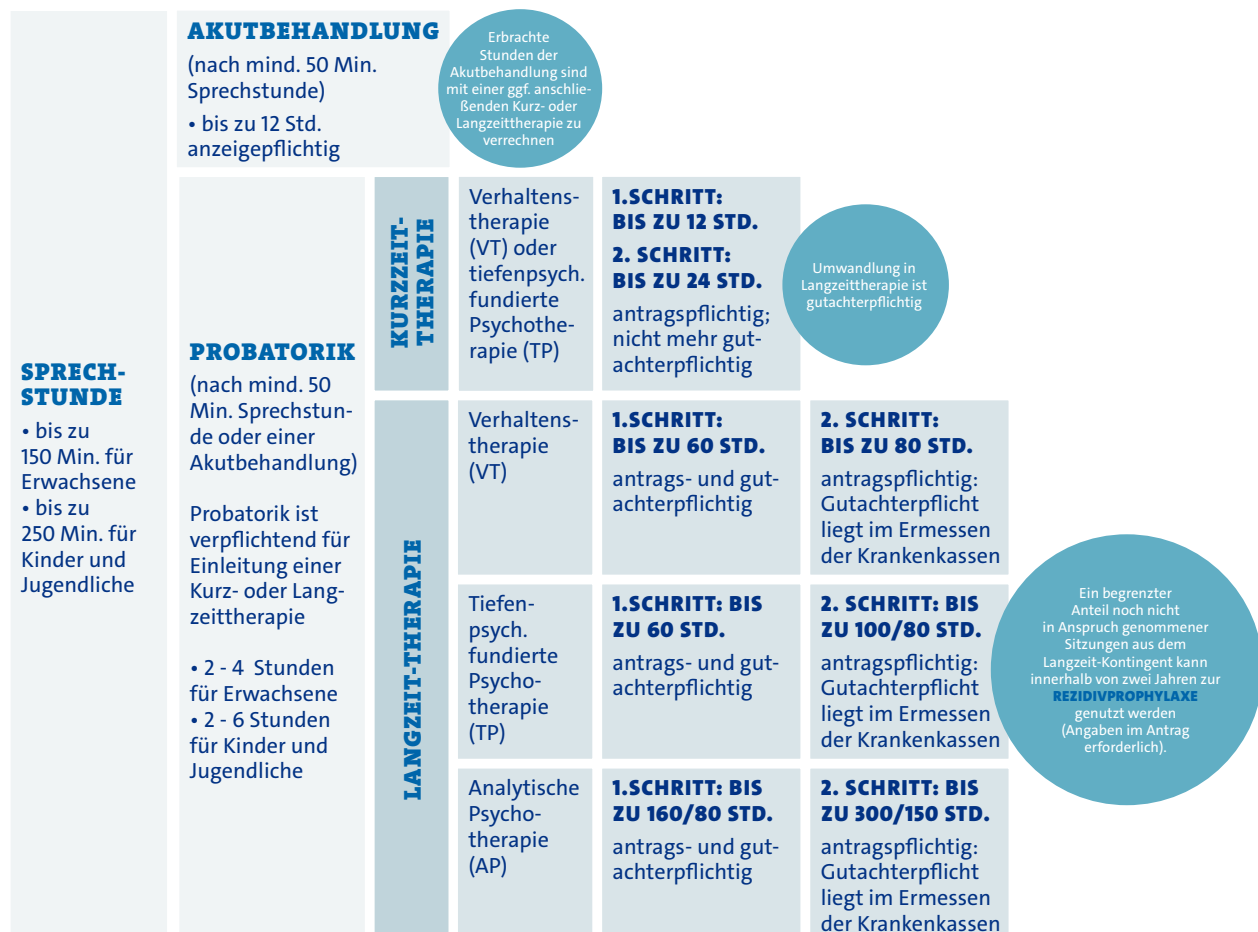 SPRECH-
STUNDE
• bis zu
150 Min. für
Erwachsene
• bis zu
250 Min. für
Kinder und
Jugendliche
AKUTBEHANDLUNG
(nach mind. 50 Min.
Sprechstunde)
• bis zu 12 Std.
anzeigepflichtig
Erbrachte
Stunden der
Akutbehandlung sind
mit einer ggf. anschlie-
ßenden Kurz- oder
Langzeittherapie zu
verrechnen
PROBATORIK
(nach mind. 50
Min. Sprechstun-
de oder einer
Akutbehandlung)
Probatorik ist
verpflichtend für
Einleitung einer
Kurz- oder Lang-
zeittherapie
• 2 - 4 Stunden
für Erwachsene
• 2 - 6 Stunden
für Kinder und
Jugendliche
KURZZEIT-
THERAPIE
Verhaltens-
therapie
(VT) oder
tiefenpsych.
fundierte
Psychothe-
rapie (TP)
1.SCHRITT:
BIS ZU 12 STD.
2. SCHRITT:
BIS ZU 24 STD.
antragspflichtig;
nicht mehr gut-
achterpflichtig
Umwandlung in
Langzeittherapie ist
gutachterpflichtig
LANGZEIT-THERAPIE
Verhaltens-
therapie
(VT)
1.SCHRITT:
BIS ZU 60 STD.
antrags- und gut-
achterpflichtig
2. SCHRITT:
BIS ZU 80 STD.
antragspflichtig:
Gutachterpflicht
liegt im Ermessen
der Krankenkassen
Tiefen-
psych.
fundierte
Psycho-
therapie
(TP)
1.SCHRITT: BIS
ZU 60 STD.
antrags- und gut-
achterpflichtig
2. SCHRITT: BIS
ZU 100/80 STD.
antragspflichtig:
Gutachterpflicht
liegt im Ermessen
der Krankenkassen
Ein begrenzter
Anteil noch nicht
in Anspruch genommener
Sitzungen aus dem
Langzeit-Kontingent kann
innerhalb von zwei Jahren zur
REZIDIVPROPHYLAXE
genutzt werden
(Angaben im Antrag
erforderlich).
Analytische
Psycho-
therapie
(AP)
1.SCHRITT: BIS
ZU 160/80 STD.
antrags- und gut-
achterpflichtig
2. SCHRITT: BIS
ZU 300/150 STD.
antragspflichtig:
Gutachterpflicht
liegt im Ermessen
der Krankenkassen